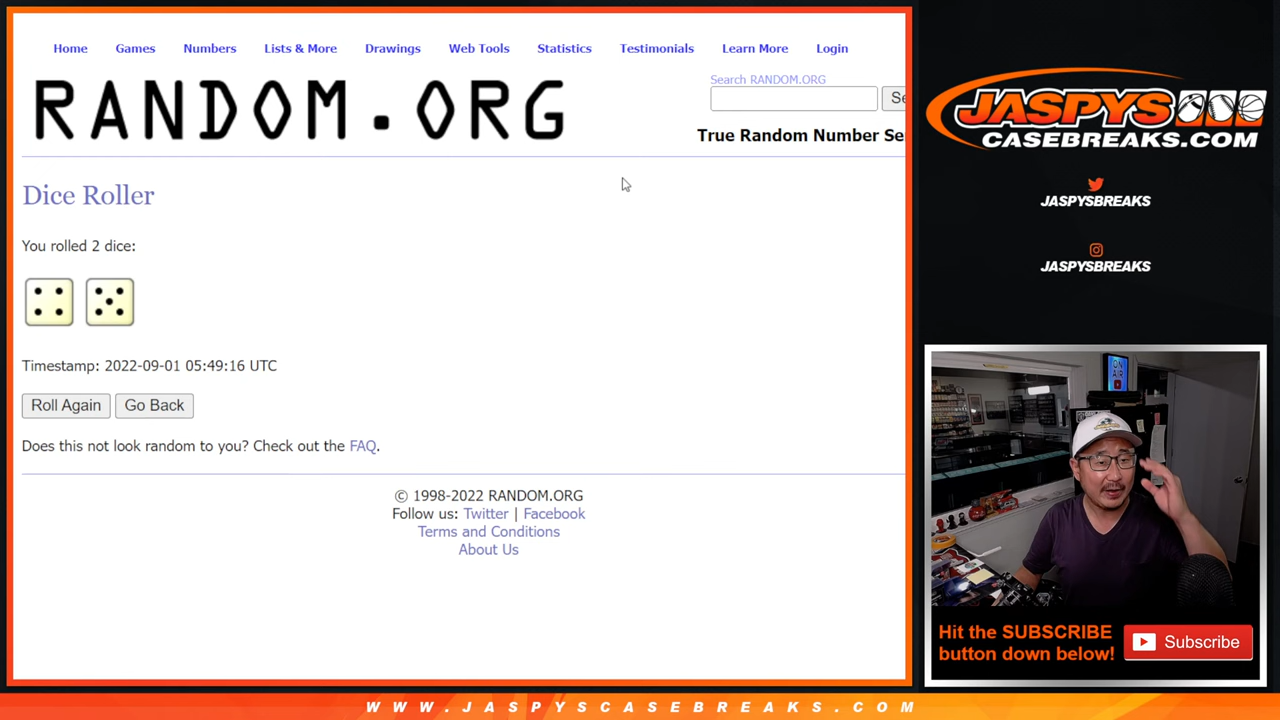 Home Games Numbers Lists & More Drawings Web Tools Statistics Testimonials Learn More Login
RANDOM.ORG
Search RANDOM.ORG
Se
True Random Number Se
Dice Roller
You rolled 2 dice:
Timestamp: 2022-09-01 05:49:16 UTC
Roll Again Go Back
Does this not look random to you? Check out the FAQ.
© 1998-2022 RANDOM.ORG
Follow us: Twitter | Facebook
Terms and Conditions
About Us
JASPYS
CASEBREAKS.COM
JASPYSBREAKS
JASPYSBREAKS
ON
AIR
Hit the SUBSCRIBE
button down below!
Subscribe
WWW.JASPYSCASEBREAKS.COM